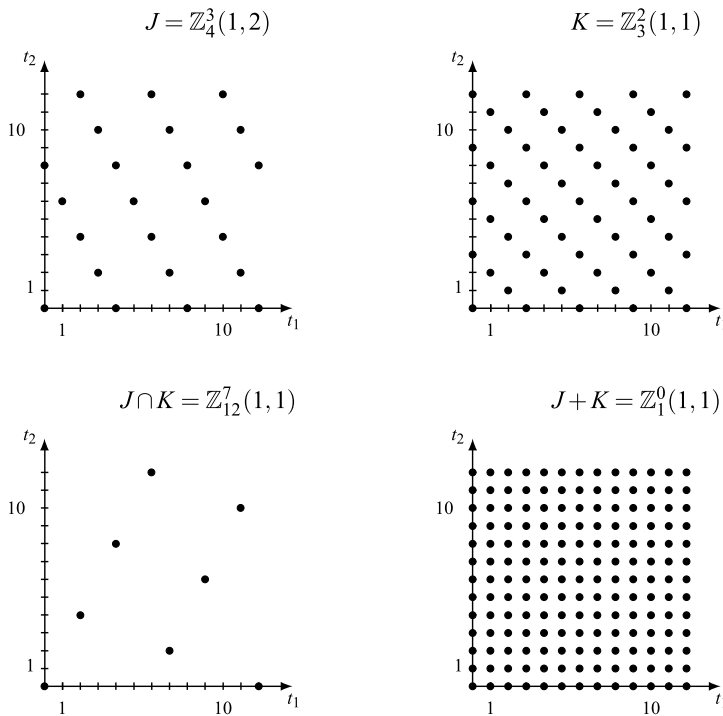 J = ℤ₄³(1,2)
K = ℤ₃²(1,1)
t₂
t₂
10
10
1
1
t₁
t
1
10
1
10
J ∩ K = ℤ₁₂⁷(1,1)
J + K = ℤ₁⁰(1,1)
t₂
t₂
10
10
1
1
t₁
t
1
10
1
10